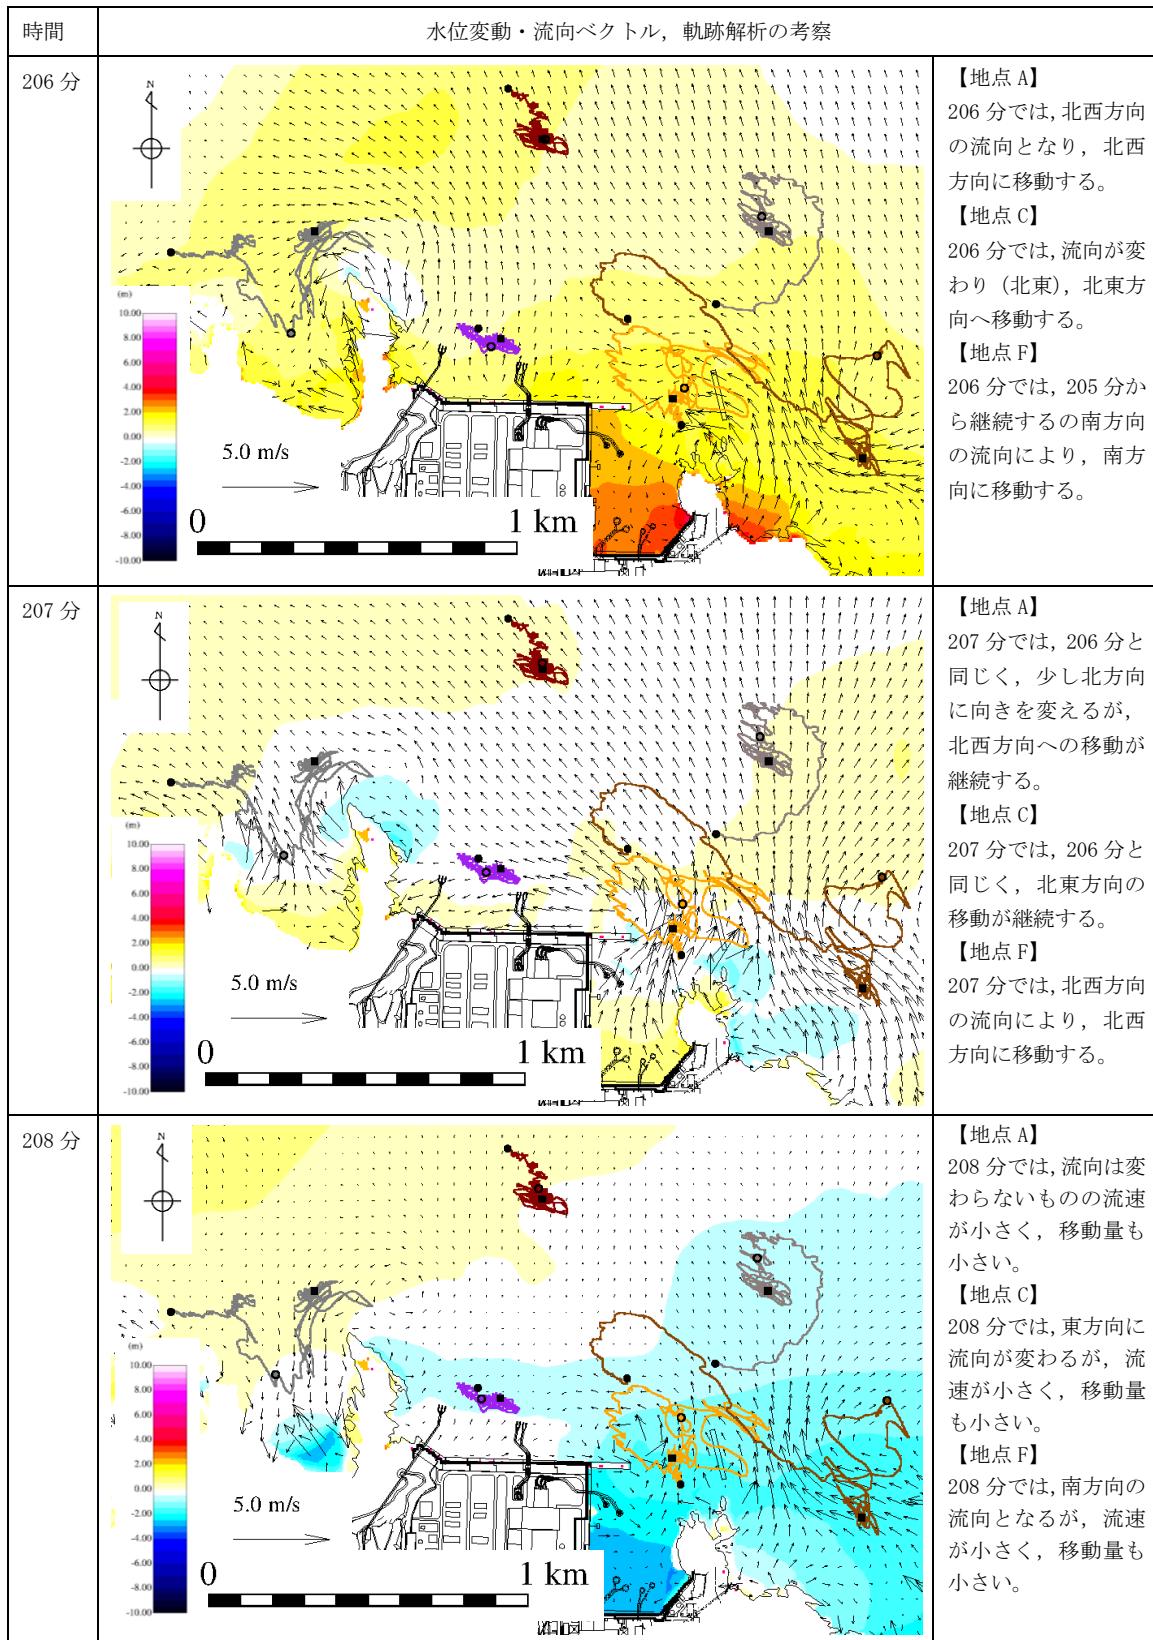 時間
水位変動・流向ベクトル，軌跡解析の考察
206 分
N
(m)
10.00
8.00
6.00
4.00
2.00
0.00
-2.00
-4.00
-6.00
-8.00
-10.00
5.0 m/s
0
1 km
【地点 A】
206 分では，北西方向
の流向となり，北西
方向に移動する。
【地点 C】
206 分では，流向が変
わり（北東），北東方
向へ移動する。
【地点 F】
206 分では，205 分か
ら継続するの南方向
の流向により，南方
向に移動する。
207 分
N
(m)
10.00
8.00
6.00
4.00
2.00
0.00
-2.00
-4.00
-6.00
-8.00
-10.00
5.0 m/s
0
1 km
【地点 A】
207 分では，206 分と
同じく，少し北方向
に向きを変えるが，
北西方向への移動が
継続する。
【地点 C】
207 分では，206 分と
同じく，北東方向の
移動が継続する。
【地点 F】
207 分では，北西方向
の流向により，北西
方向に移動する。
208 分
N
(m)
10.00
8.00
6.00
4.00
2.00
0.00
-2.00
-4.00
-6.00
-8.00
-10.00
5.0 m/s
0
1 km
【地点 A】
208 分では，流向は変
わらないものの流速
が小さく，移動量も
小さい。
【地点 C】
208 分では，東方向に
流向が変わるが，流
速が小さく，移動量
も小さい。
【地点 F】
208 分では，南方向の
流向となるが，流速
が小さく，移動量も
小さい。